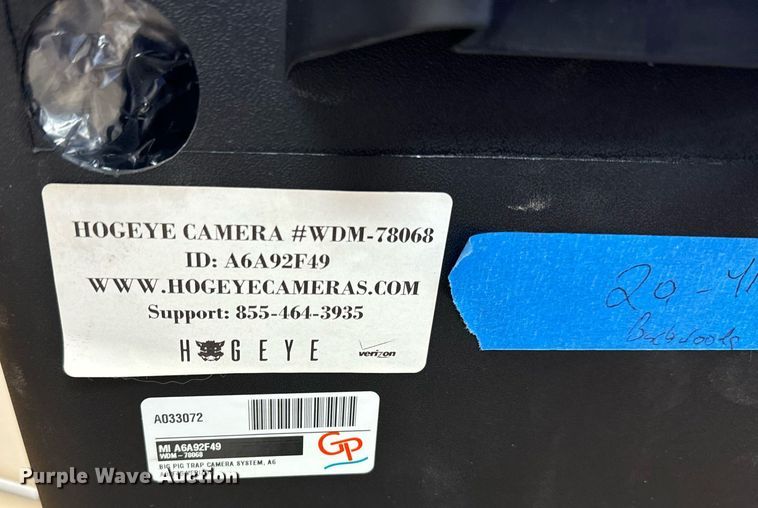 HOGEYE CAMERA #WDM-78068
ID: A6A92F49
WWW.HOGEYECAMERAS.COM
Support: 855-464-3935
HOGEYE
verizon
20-
A033072
MI A6A92F49
WDM-78068
GP
BIG PIG TRAP CAMERA SYSTEM, A6
Purple Wave Auction